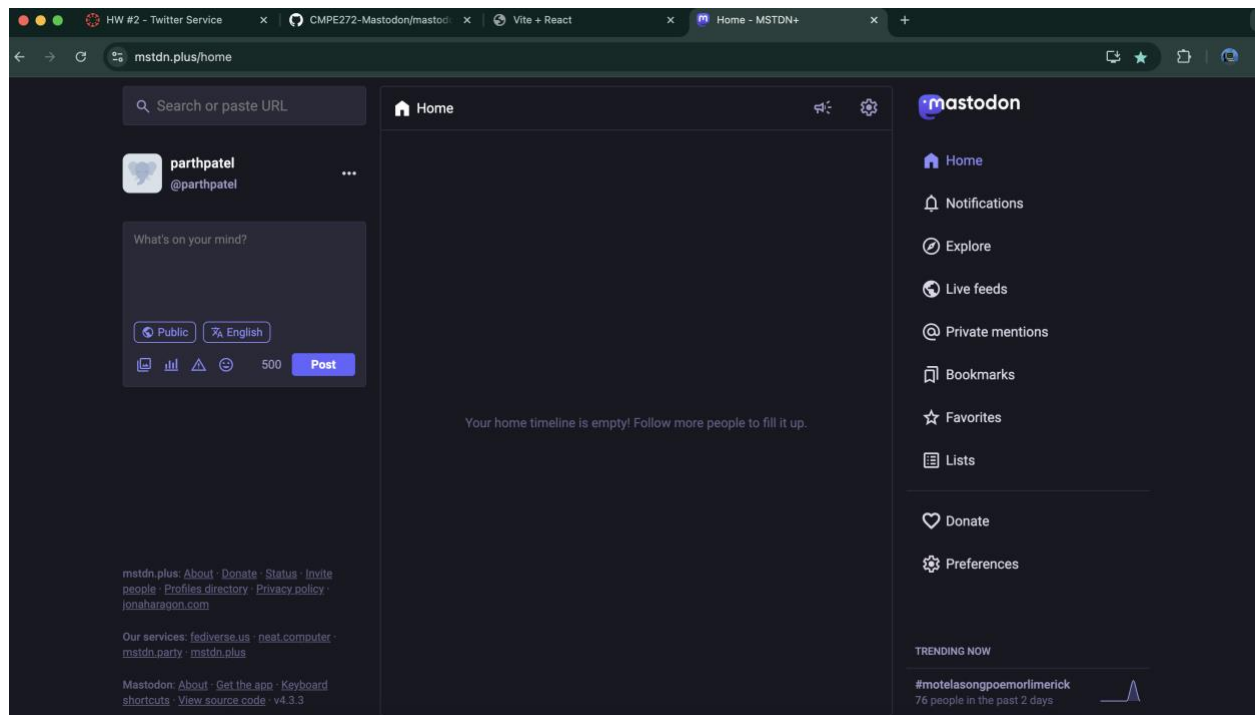 HW #2 - Twitter Service
CMPE272-Mastodon/mastod
Vite + React
Home - MSTDN+
mstdn.plus/home
Search or paste URL
parthpatel
@parthpatel
What's on your mind?
Public
English
500
Post
mstdn.plus: About · Donate · Status · Invite
people · Profiles directory · Privacy policy ·
jonaharagon.com
Our services: fediverse.us · neat.computer ·
mstdn.party · mstdn.plus
Mastodon: About · Get the app · Keyboard
shortcuts · View source code · v4.3.3
Home
Your home timeline is empty! Follow more people to fill it up.
mastodon
Home
Notifications
Explore
Live feeds
Private mentions
Bookmarks
Favorites
Lists
Donate
Preferences
TRENDING NOW
#motelasongpoemorlimerick
76 people in the past 2 days